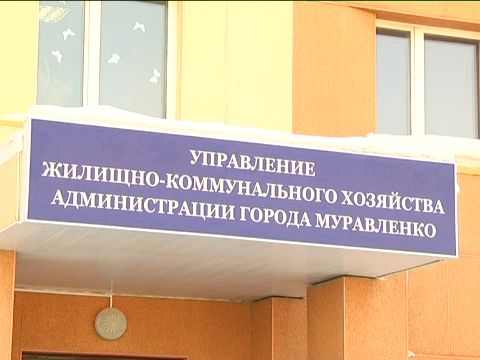 УПРАВЛЕНИЕ
ЖИЛИЩНО-КОММУНАЛЬНОГО ХОЗЯЙСТВА
АДМИНИСТРАЦИИ ГОРОДА МУРАВЛЕНКО